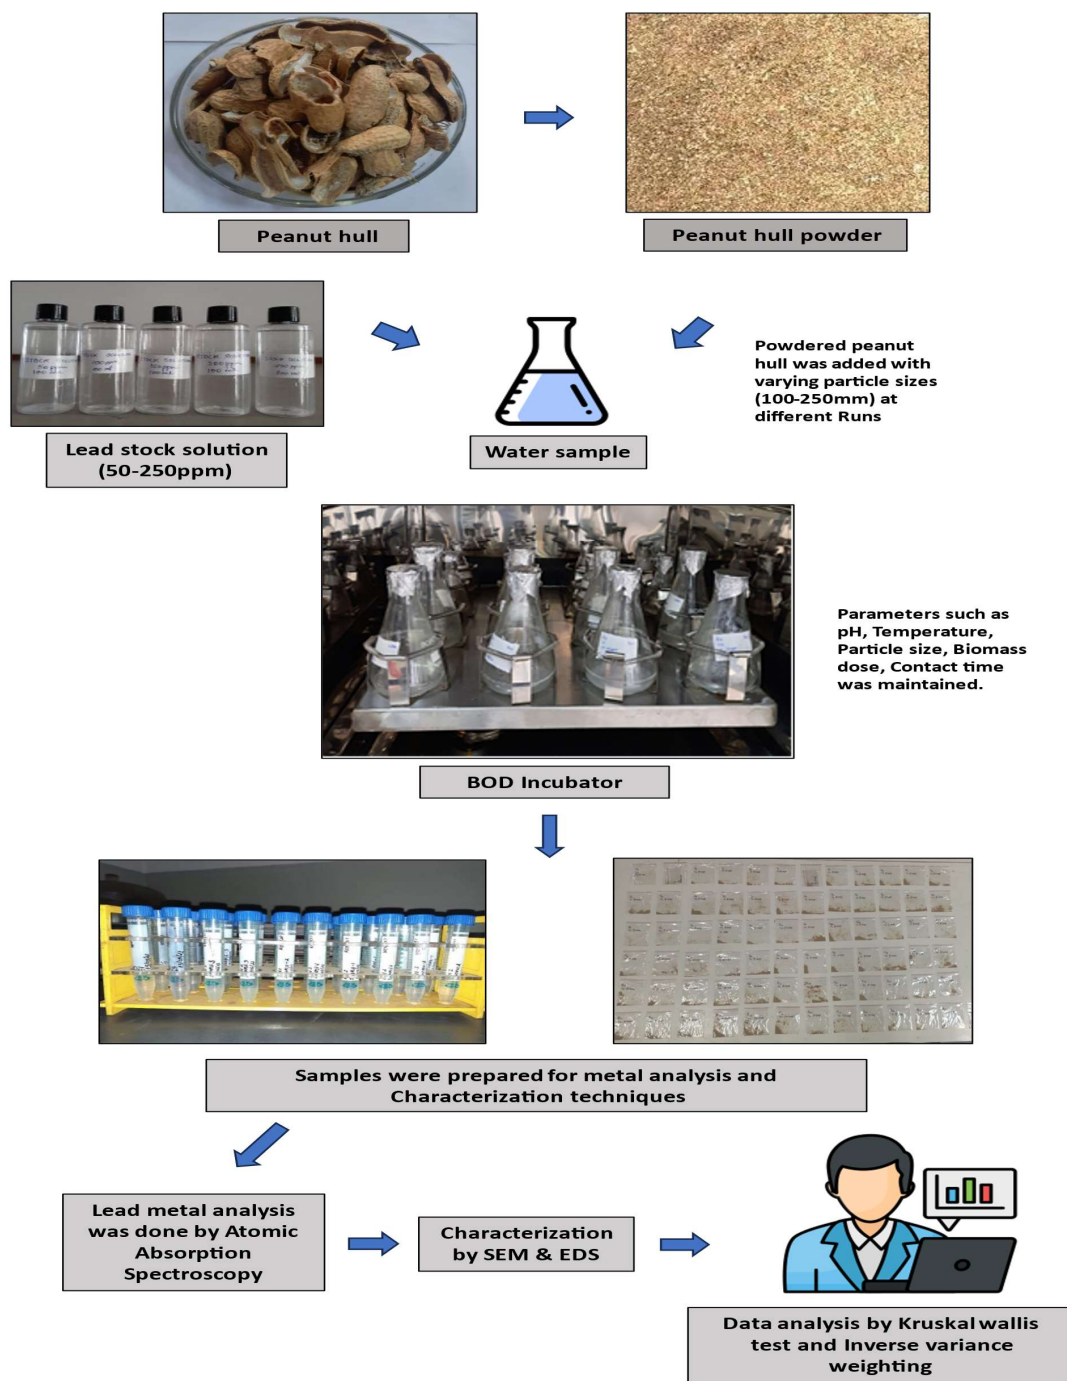 Peanut hull
Peanut hull powder
Powdered peanut
hull was added with
varying particle sizes
(100-250mm) at
different Runs
Lead stock solution
(50-250ppm)
Water sample
Parameters such as
pH, Temperature,
Particle size, Biomass
dose, Contact time
was maintained.
BOD Incubator
Samples were prepared for metal analysis and
Characterization techniques
Lead metal analysis
was done by Atomic
Absorption
Spectroscopy
Characterization
by SEM & EDS
Data analysis by Kruskal wallis
test and Inverse variance
weighting